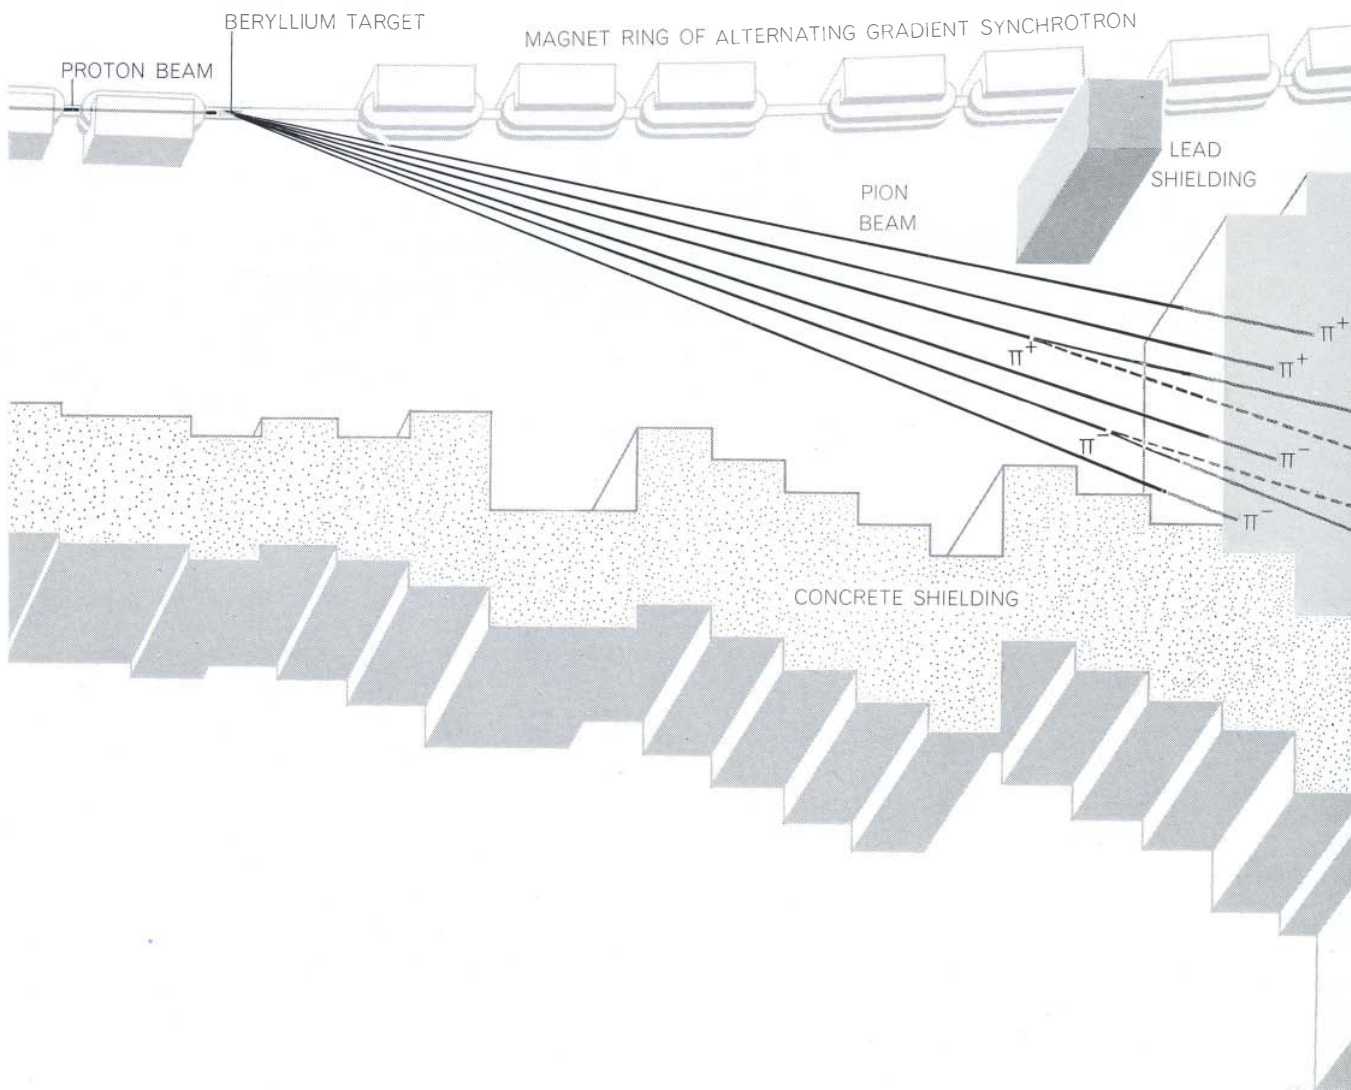 BERYLLIUM TARGET
MAGNET RING OF ALTERNATING GRADIENT SYNCHROTRON
PROTON BEAM
LEAD
SHIELDING
PION
BEAM
π⁺
π⁺
π⁺
π⁻
π⁻
π⁻
CONCRETE SHIELDING